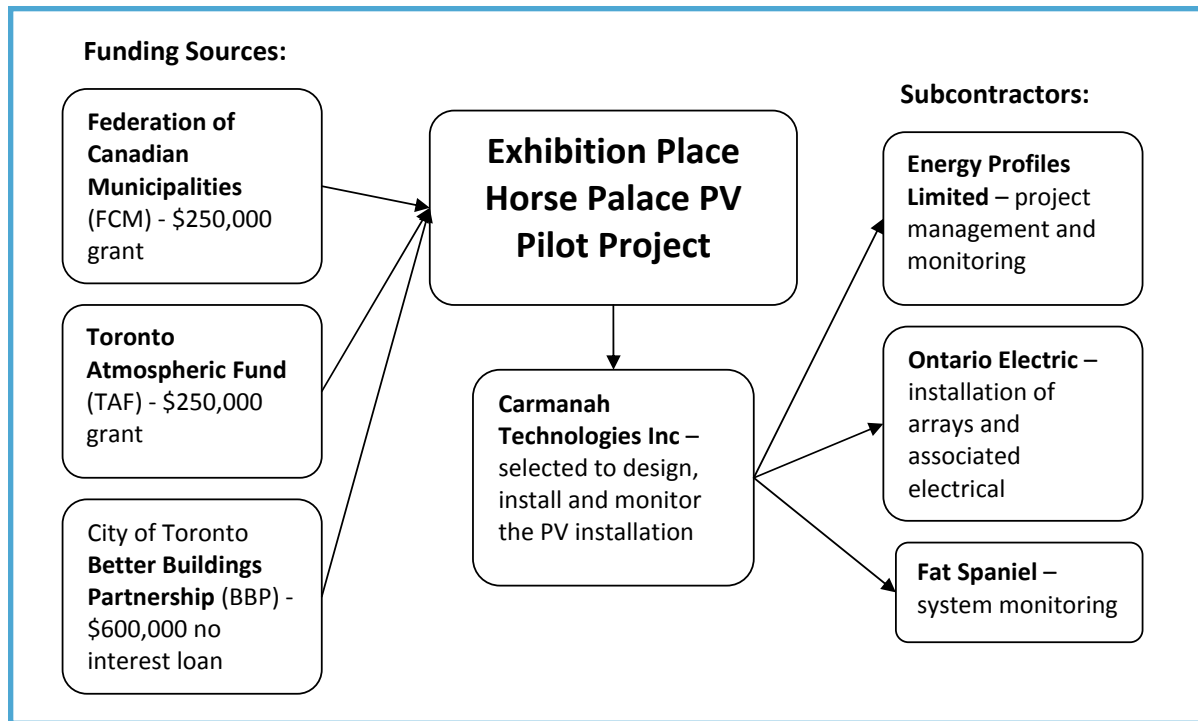 Funding Sources:
Federation of
Canadian
Municipalities
(FCM) - $250,000
grant
Toronto
Atmospheric Fund
(TAF) - $250,000
grant
City of Toronto
Better Buildings
Partnership (BBP) -
$600,000 no
interest loan
Exhibition Place
Horse Palace PV
Pilot Project
Carmanah
Technologies Inc –
selected to design,
install and monitor
the PV installation
Subcontractors:
Energy Profiles
Limited – project
management and
monitoring
Ontario Electric –
installation of
arrays and
associated
electrical
Fat Spaniel –
system monitoring